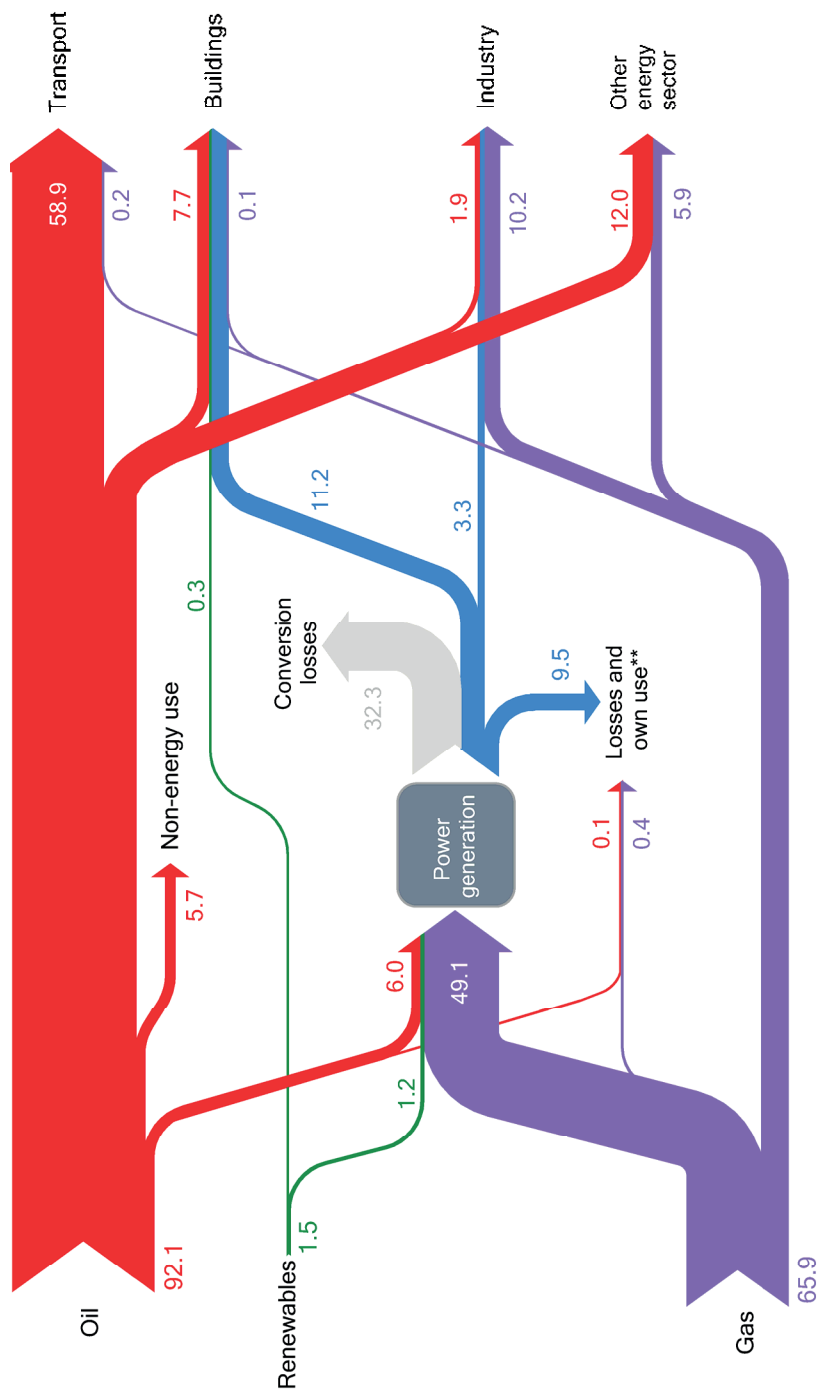 Oil
92.1
Renewables
1.5
Gas
65.9
5.7
Non-energy use
6.0
1.2
49.1
0.1
0.4
Losses and
own use**
Power
generation
32.3
Conversion
losses
9.5
0.3
11.2
3.3
58.9
0.2
Transport
7.7
0.1
Buildings
1.9
10.2
Industry
12.0
5.9
Other
energy
sector